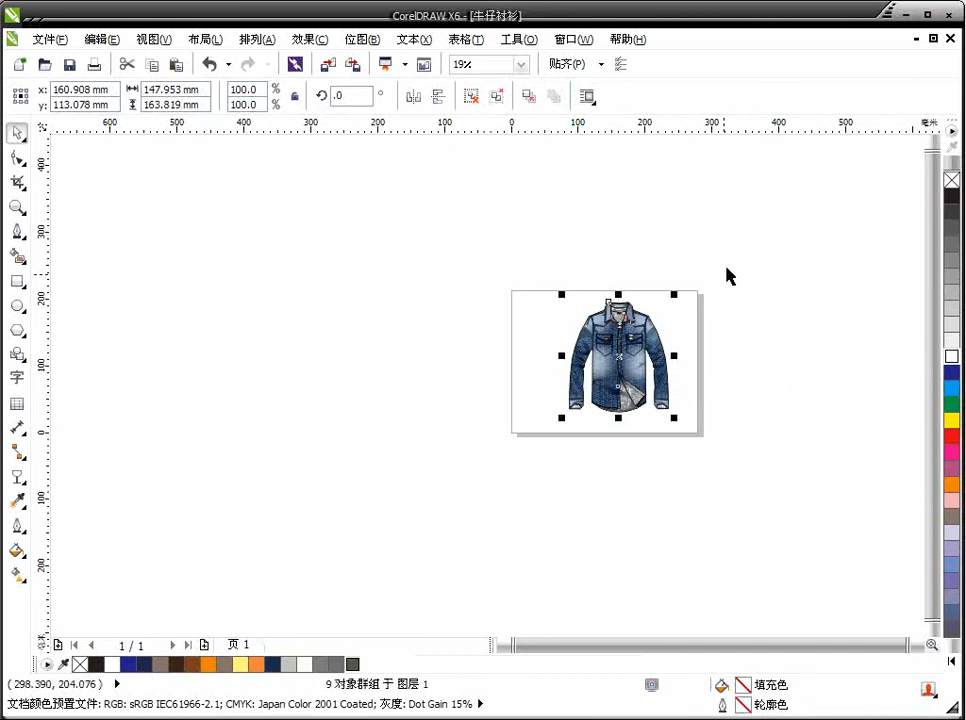 CorelDRAW X6 - [牛仔衬衫]
文件(F) 编辑(E) 视图(V) 布局(L) 排列(A) 效果(C) 位图(B) 文本(X) 表格(T) 工具(O) 窗口(W) 帮助(H)
19% 贴齐(P)
x: 160.908 mm 147.953 mm 100.0 % .0 °
y: 113.078 mm 163.819 mm 100.0 %
600 500 400 300 200 100 0 100 200 300 400 500 毫米
400
300
200
100
0
100
200
字
1 / 1 页 1
( 298.390, 204.076 ) 9 对象群组 于 图层 1 填充色
文档颜色预置文件: RGB: sRGB IEC61966-2.1; CMYK: Japan Color 2001 Coated; 灰度: Dot Gain 15% 轮廓色